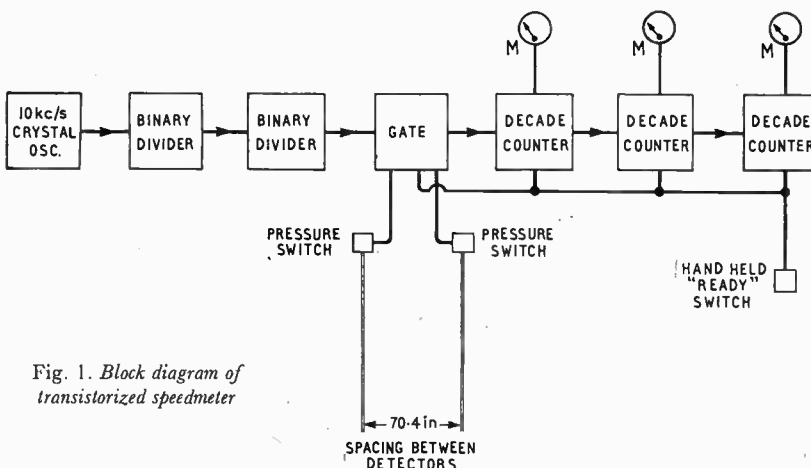 M
M
M
10kc/s
CRYSTAL
OSC.
BINARY
DIVIDER
BINARY
DIVIDER
GATE
DECADE
COUNTER
DECADE
COUNTER
DECADE
COUNTER
PRESSURE
SWITCH
PRESSURE
SWITCH
HAND HELD
"READY"
SWITCH
Fig. 1. Block diagram of
transistorized speedmeter
70·4in
SPACING BETWEEN
DETECTORS